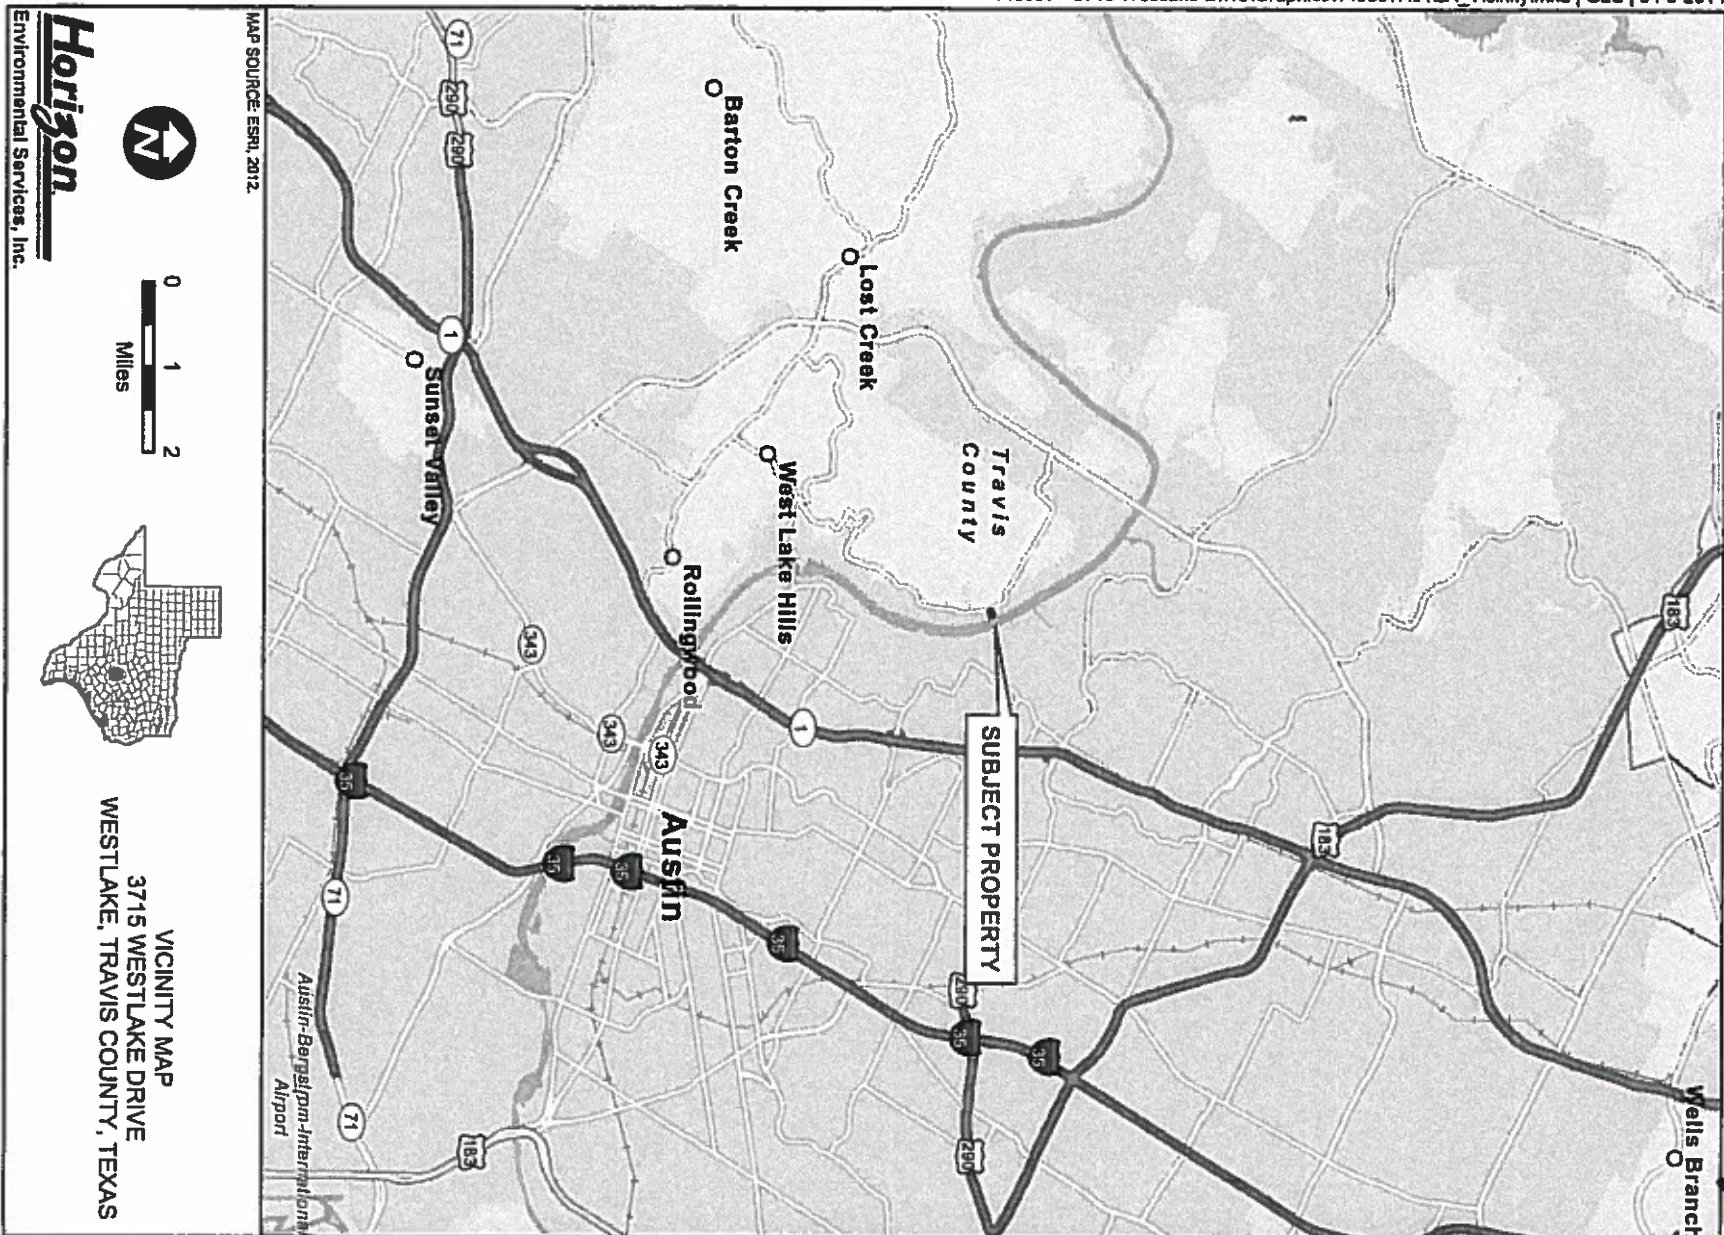 Wells Branch
183
183
Travis
County
SUBJECT PROPERTY
290
35
35
290
Lost Creek
Barton Creek
West Lake Hills
1
35
Rollingwood
343
Austin
343
35
35
343
71
290
290
1
Sunset Valley
35
71
71
183
Austin-Bergstrom-International
Airport
MAP SOURCE: ESRI, 2012.
N
Horizon
Environmental Services, Inc.
0 1 2
Miles
VICINITY MAP
3715 WESTLAKE DRIVE
WESTLAKE, TRAVIS COUNTY, TEXAS